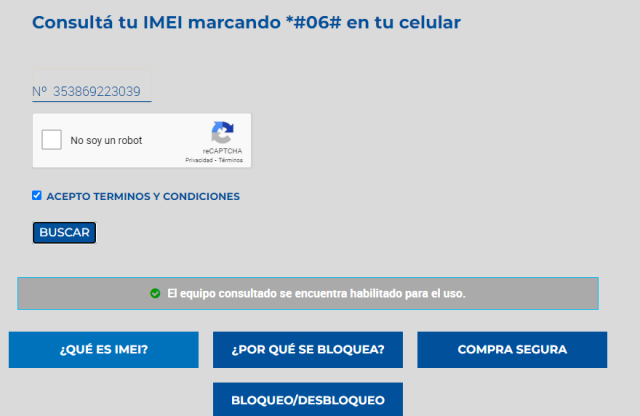 Consultá tu IMEI marcando *#06# en tu celular
Nº 353869223039
No soy un robot
reCAPTCHA
Privacidad - Términos
ACEPTO TERMINOS Y CONDICIONES
BUSCAR
El equipo consultado se encuentra habilitado para el uso.
¿QUÉ ES IMEI?
¿POR QUÉ SE BLOQUEA?
COMPRA SEGURA
BLOQUEO/DESBLOQUEO